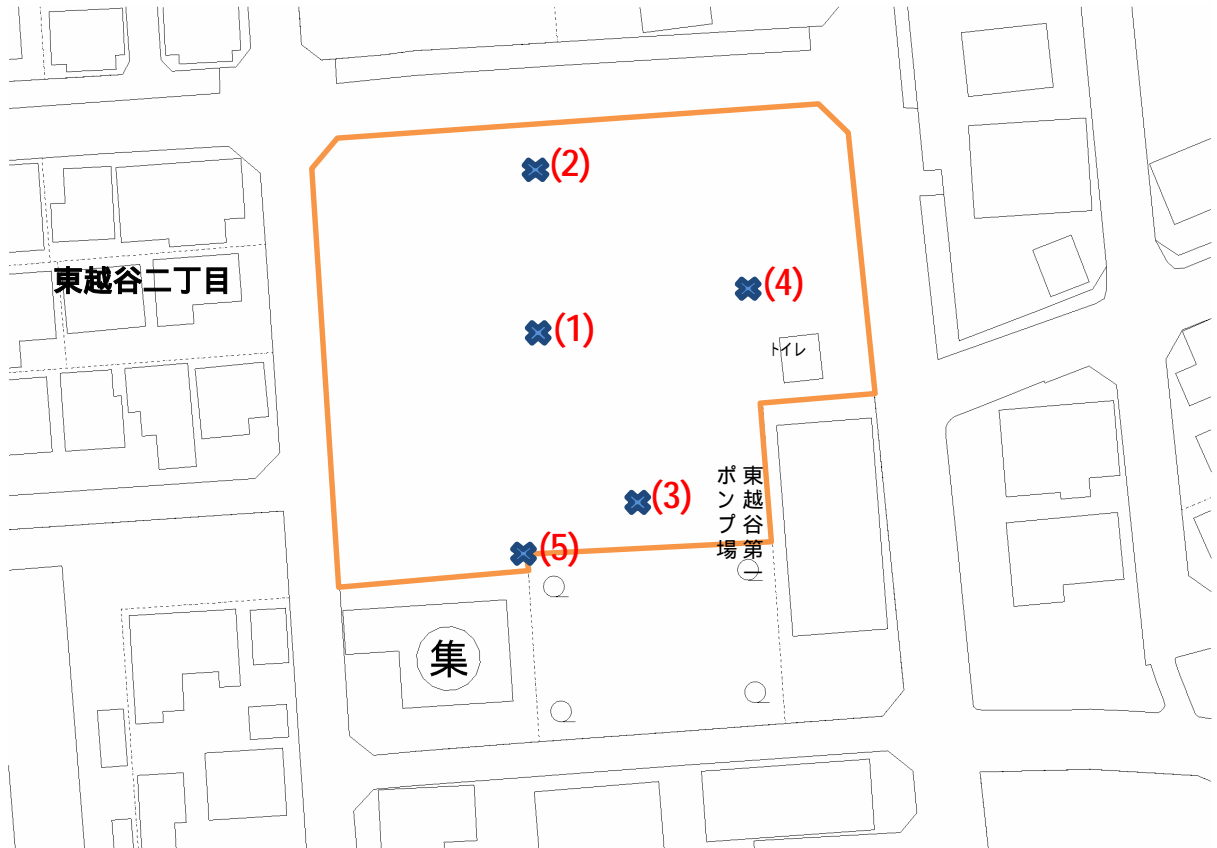 (2)
東越谷二丁目
(4)
(1)
トイレ
(3)
東越谷第一
ポンプ場
(5)
集